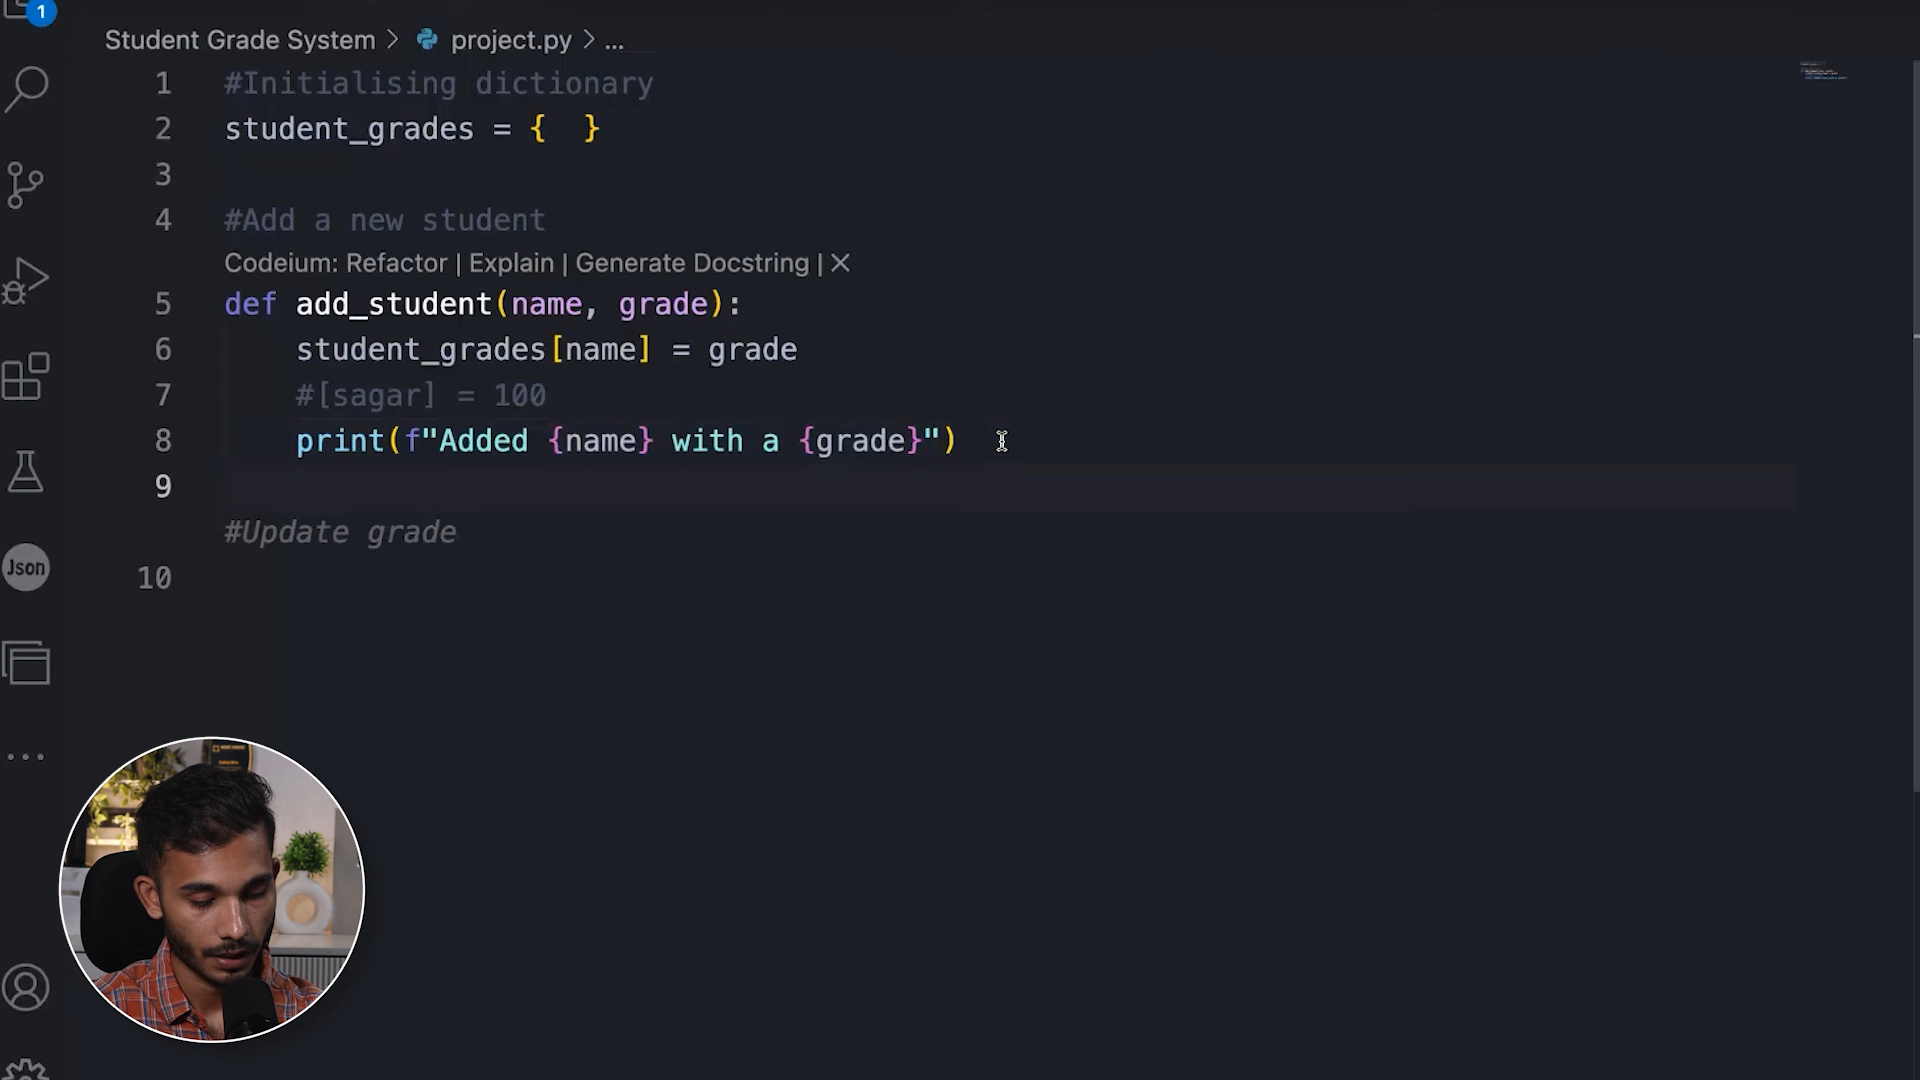 1
Student Grade System > project.py > ...
1 #Initialising dictionary
2 student_grades = {  }
3
4 #Add a new student
Codeium: Refactor | Explain | Generate Docstring | ×
5 def add_student(name, grade):
6 student_grades[name] = grade
7 #[sagar] = 100
8 print(f"Added {name} with a {grade}")
9
#Update grade
10
Json